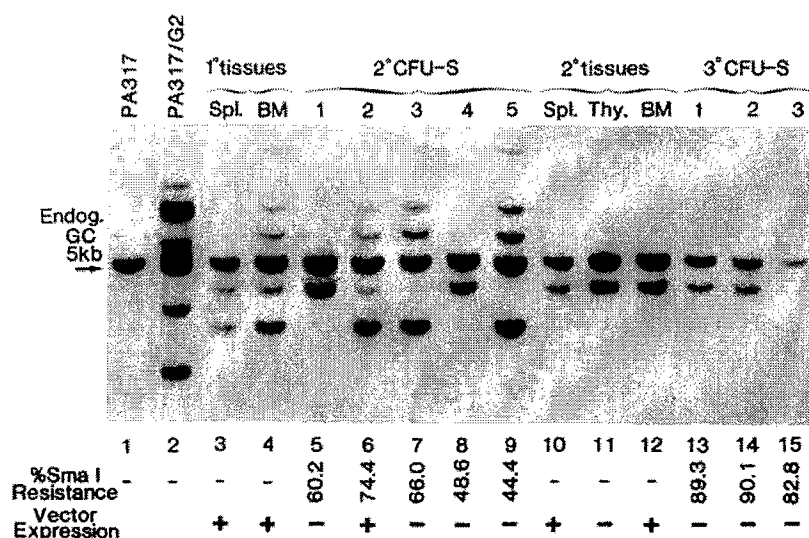 PA317 PA317/G2 1°tissues 2°CFU-S 2°tissues 3°CFU-S
Spl. BM 1 2 3 4 5 Spl. Thy. BM 1 2 3
Endog.
GC
5kb
1 2 3 4 5 6 7 8 9 10 11 12 13 14 15
%Sma I
Resistance - - - - 60.2 74.4 66.0 48.6 44.4 - - - 89.3 90.1 82.8
Vector
Expression + + - + - - - + - + - - -